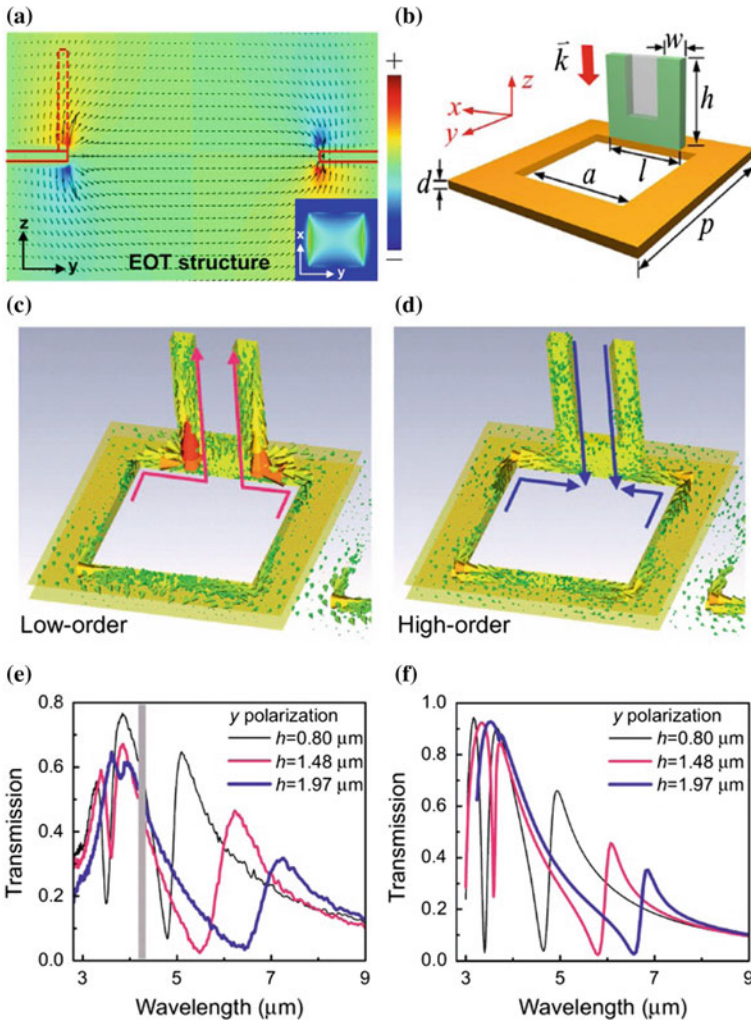 (a)
+
−
z
y
EOT structure
x
y
(b)
k
w
h
z
x
y
l
a
d
p
(c)
Low-order
(d)
High-order
(e)
y polarization
h=0.80 μm
h=1.48 μm
h=1.97 μm
Transmission
0.8
0.6
0.4
0.2
0.0
3 5 7 9
Wavelength (μm)
(f)
y polarization
h=0.80 μm
h=1.48 μm
h=1.97 μm
Transmission
1.0
0.8
0.6
0.4
0.2
0.0
3 5 7 9
Wavelength (μm)